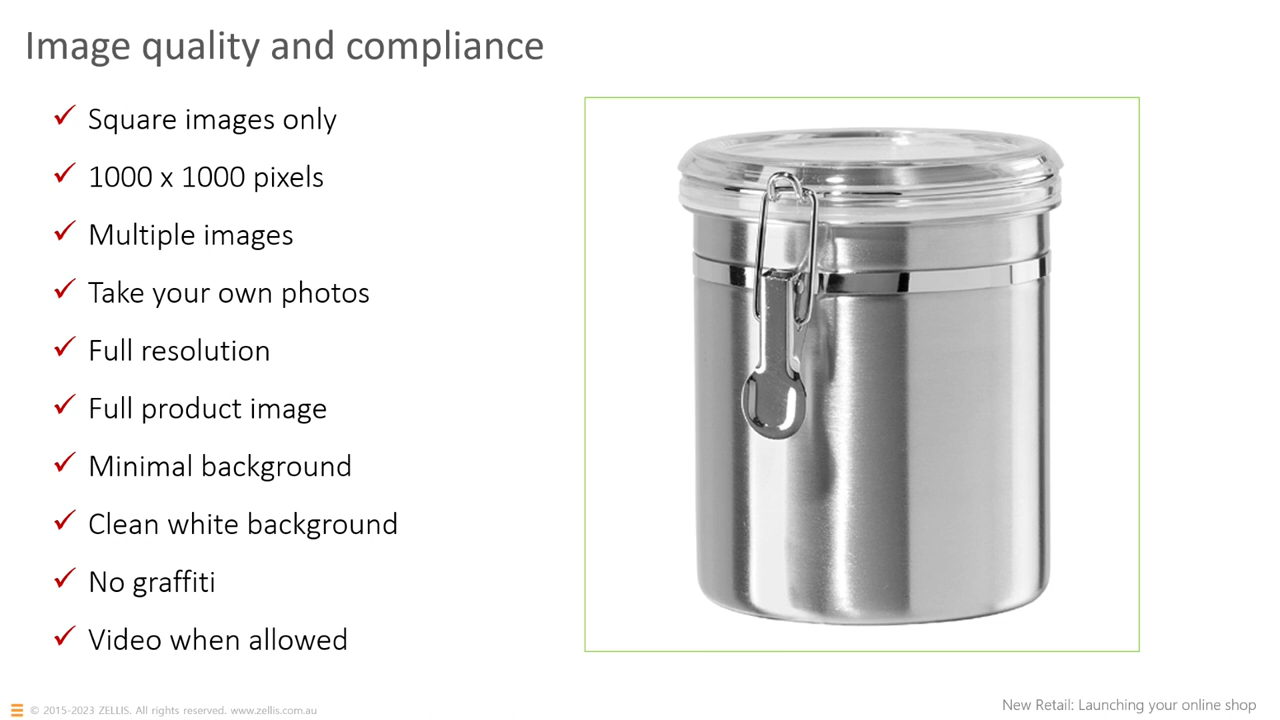 Image quality and compliance
Square images only
1000 x 1000 pixels
Multiple images
Take your own photos
Full resolution
Full product image
Minimal background
Clean white background
No graffiti
Video when allowed
© 2015-2023 ZELLIS. All rights reserved. www.zellis.com.au
New Retail: Launching your online shop